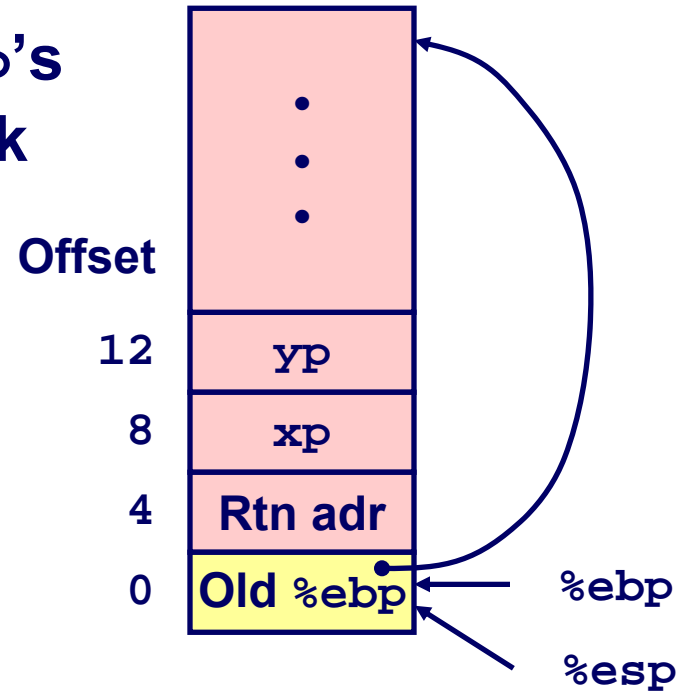 ’s
k
Offset
12 yp
8 xp
4 Rtn adr
0 Old %ebp %ebp
%esp